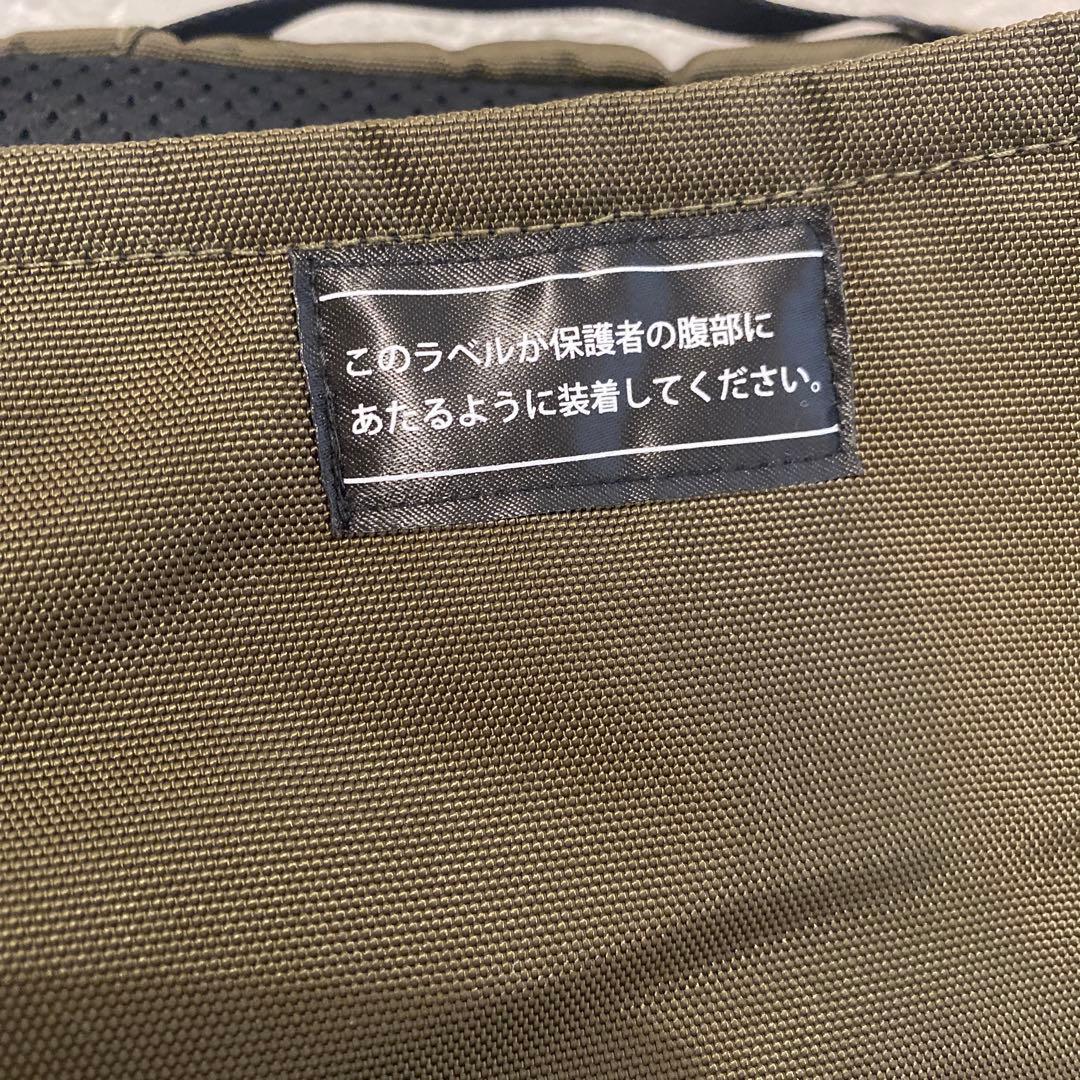 このラベルが保護者の腹部に
あたるように装着してください。